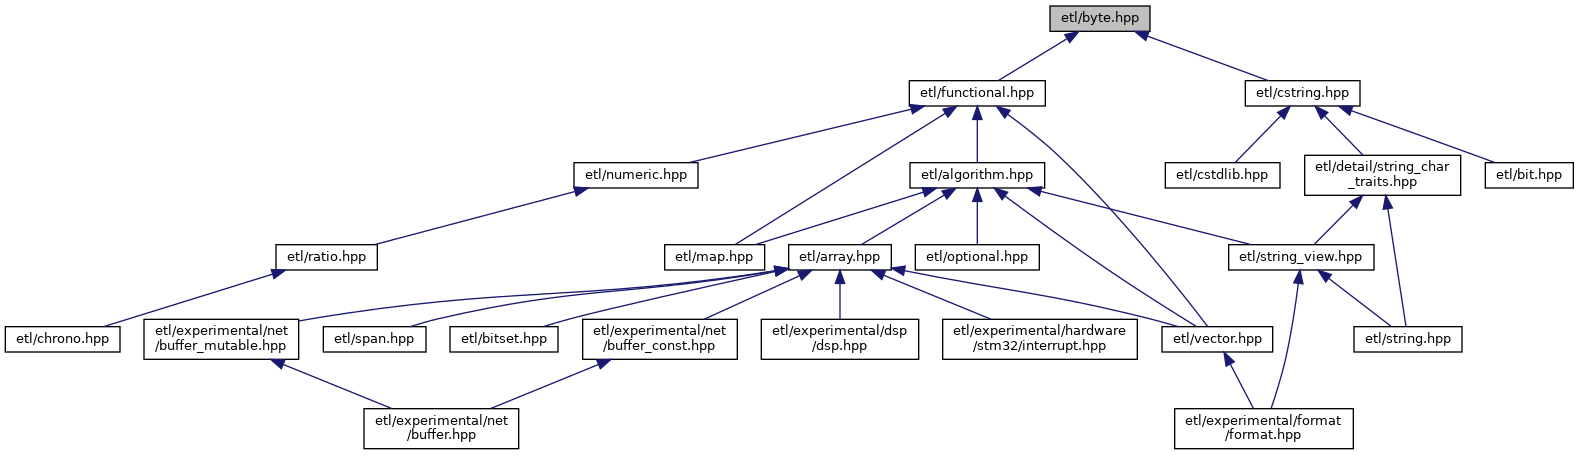 etl/byte.hpp
etl/functional.hpp
etl/cstring.hpp
etl/numeric.hpp
etl/algorithm.hpp
etl/cstdlib.hpp
etl/detail/string_char
_traits.hpp
etl/bit.hpp
etl/ratio.hpp
etl/map.hpp
etl/array.hpp
etl/optional.hpp
etl/string_view.hpp
etl/chrono.hpp
etl/experimental/net
/buffer_mutable.hpp
etl/span.hpp
etl/bitset.hpp
etl/experimental/net
/buffer_const.hpp
etl/experimental/dsp
/dsp.hpp
etl/experimental/hardware
/stm32/interrupt.hpp
etl/vector.hpp
etl/string.hpp
etl/experimental/net
/buffer.hpp
etl/experimental/format
/format.hpp